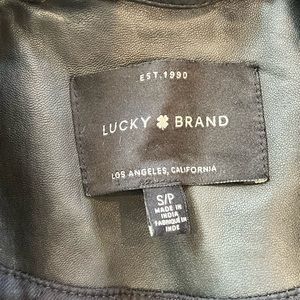 EST. 1990
LUCKY BRAND
LOS ANGELES, CALIFORNIA
S/P
MADE IN
INDIA
FABRIQUÉ EN
INDE